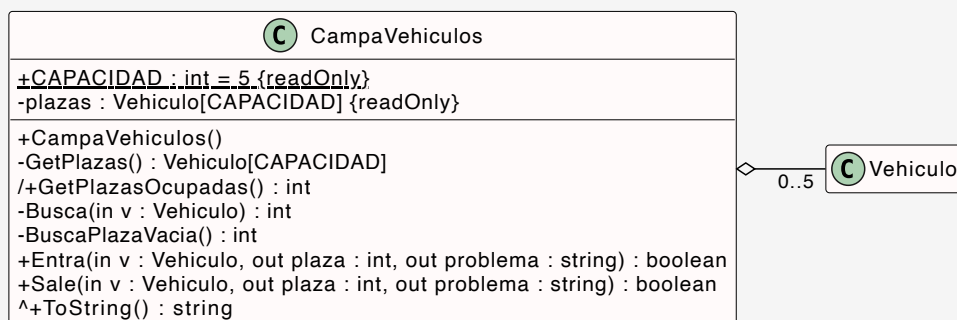 C CampaVehiculos
+CAPACIDAD : int = 5 {readOnly}
-plazas : Vehiculo[CAPACIDAD] {readOnly}
+CampaVehiculos()
-GetPlazas() : Vehiculo[CAPACIDAD]
/+GetPlazasOcupadas() : int
-Busca(in v : Vehiculo) : int
-BuscaPlazaVacia() : int
+Entra(in v : Vehiculo, out plaza : int, out problema : string) : boolean
+Sale(in v : Vehiculo, out plaza : int, out problema : string) : boolean
^+ToString() : string
0..5
C Vehiculo